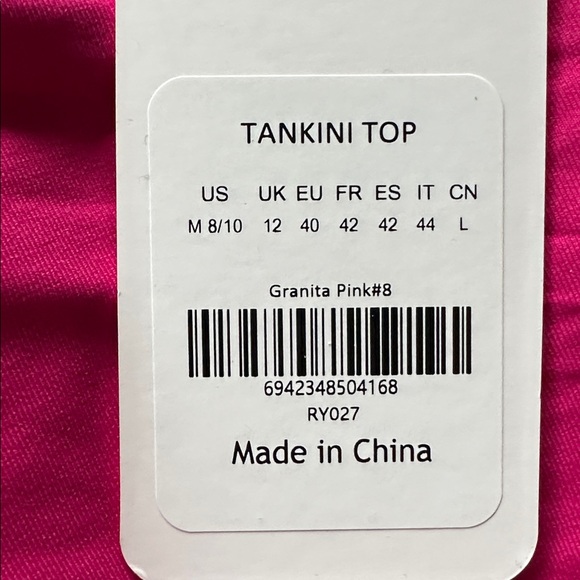 TANKINI TOP
US UK EU FR ES IT CN
M 8/10 12 40 42 42 44 L
Granita Pink#8
6942348504168
RY027
Made in China